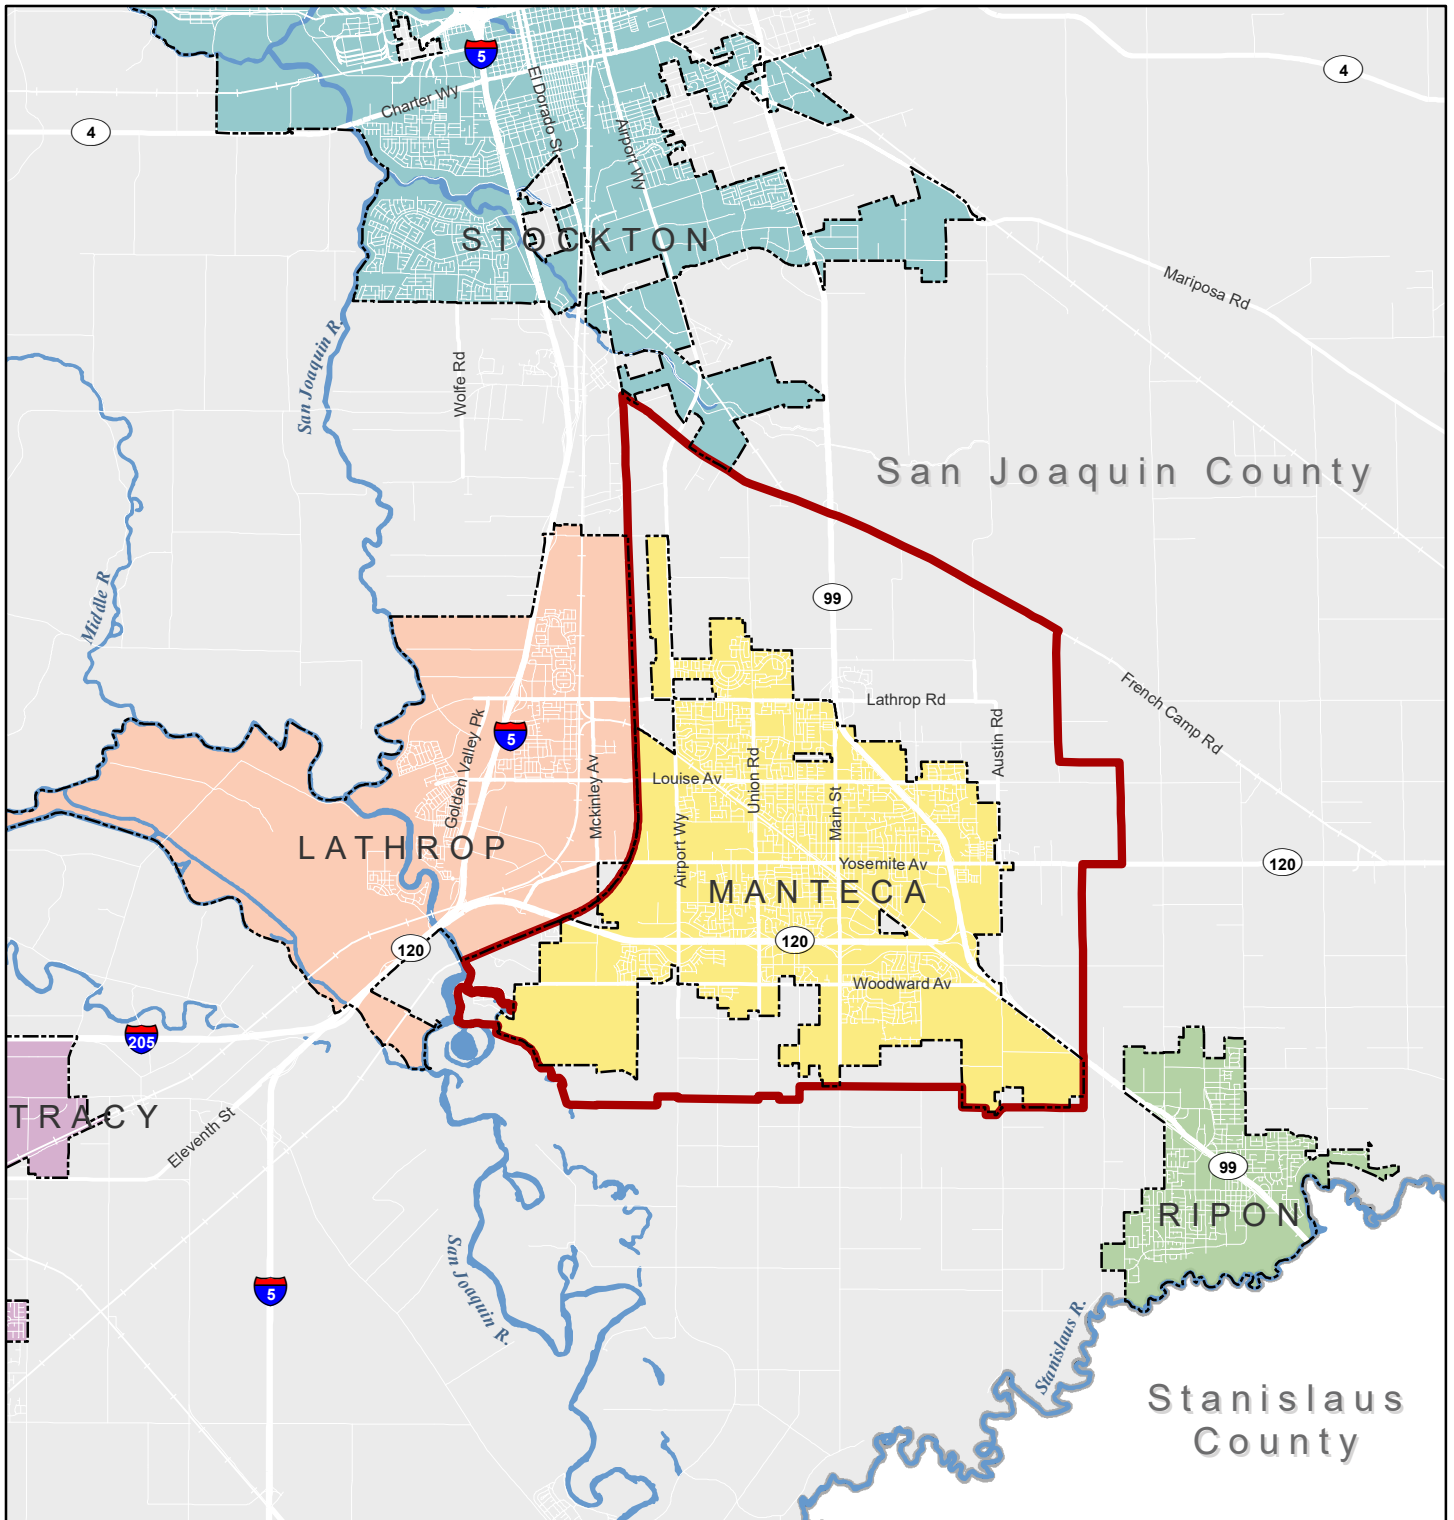 5
4
Charter Wy
El Dorado St
4
Airport Wy
STOCKTON
Mariposa Rd
San Joaquin R.
Wolfe Rd
San Joaquin County
Middle R
99
Lathrop Rd
French Camp Rd
Golden Valley Pk
5
Austin Rd
Mckinley Av
Louise Av
Union Rd
Main St
Airport Wy
LATHROP
Yosemite Av
120
MANTECA
120
120
Woodward Av
205
TRACY
Eleventh St
99
RIPON
San Joaquin R.
5
Stanislaus R.
Stanislaus
County